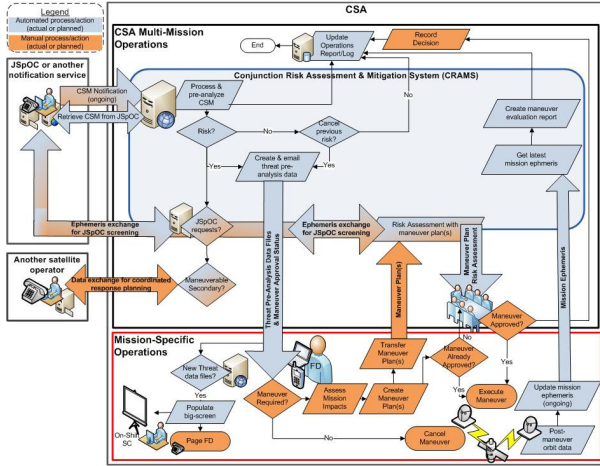 CSA
Legend
Automated process/action
(actual or planned)
Manual process/action
(actual or planned)
CSA Multi-Mission
Operations
End
Update
Operations
Report/Log
Record
Decision
JSpOC or another
notification service
CSM Notification
(ongoing)
Retrieve CSM from JSpOC
Conjunction Risk Assessment & Mitigation System (CRAMS)
Process &
pre-analyze
CSM
No
Risk?
No
Cancel
previous
risk?
Create maneuver
evaluation report
Yes
Create & email
threat pre-
analysis data
Yes
Get latest
mission ephmeris
Ephemeris exchange
for JSpOC screening
JSpOC
requests?
Ephemeris exchange
for JSpOC screening
Risk Assessment with
maneuver plan(s)
Another satellite
operator
Data exchange for coordinated
response planning
Maneuverable
Secondary?
Threat Pre-Analysis Data Files
& Maneuver Approval Status
Maneuver Plan(s)
Maneuver Plan
Risk Assessment
Mission Ephemeris
Maneuver
Approved?
Mission-Specific
Operations
FD
Transfer
Maneuver
Plan(s)
No
Maneuver
Already
Approved?
Yes
New Threat
data files?
Yes
Maneuver
Required?
Assess
Mission
Impacts
Create
Maneuver
Plan(s)
Yes
Execute
Maneuver
Update mission
ephemeris
(ongoing)
Populate
big-screen
On-Shift
SC
Page FD
No
Cancel
Maneuver
Post-
maneuver
orbit data